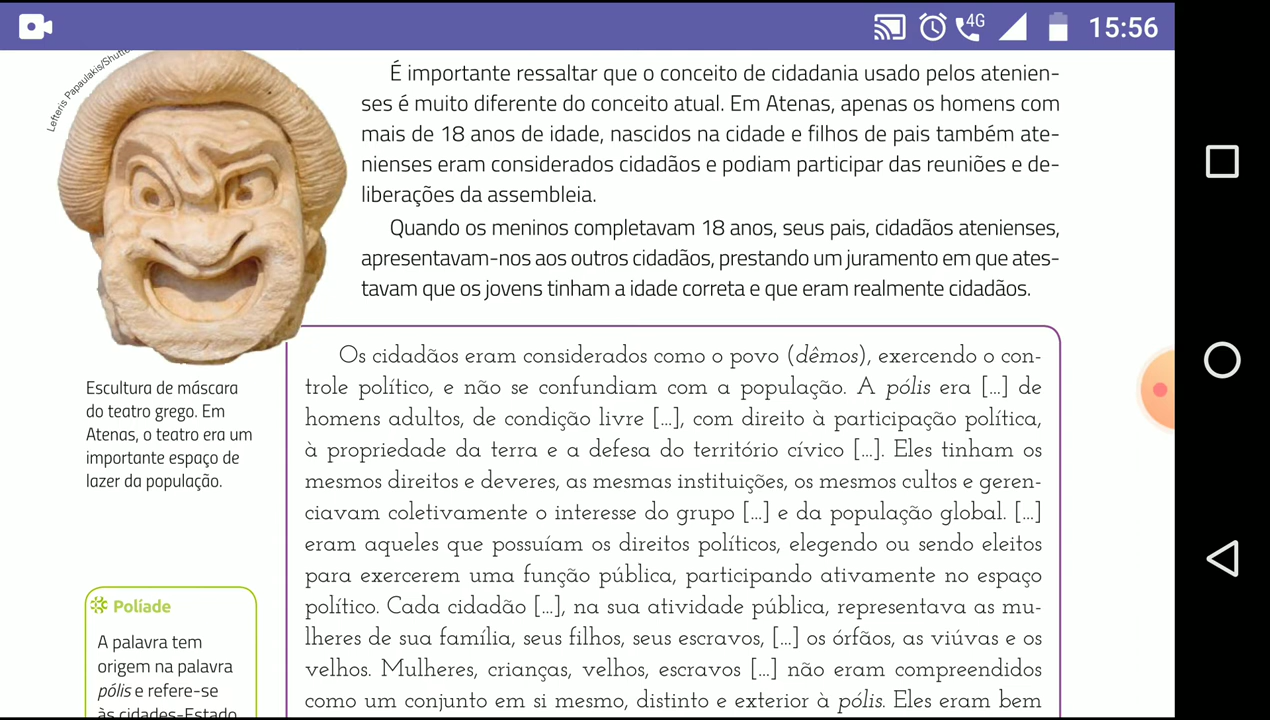 4G
15:56
Lefteris Papaulakis/Shutte
É importante ressaltar que o conceito de cidadania usado pelos atenien-
ses é muito diferente do conceito atual. Em Atenas, apenas os homens com
mais de 18 anos de idade, nascidos na cidade e filhos de pais também ate-
nienses eram considerados cidadãos e podiam participar das reuniões e de-
liberações da assembleia.
Quando os meninos completavam 18 anos, seus pais, cidadãos atenienses,
apresentavam-nos aos outros cidadãos, prestando um juramento em que ates-
tavam que os jovens tinham a idade correta e que eram realmente cidadãos.
Escultura de máscara
do teatro grego. Em
Atenas, o teatro era um
importante espaço de
lazer da população.
Os cidadãos eram considerados como o povo (dêmos), exercendo o con-
trole político, e não se confundiam com a população. A pólis era [...] de
homens adultos, de condição livre [...], com direito à participação política,
à propriedade da terra e a defesa do território cívico [...]. Eles tinham os
mesmos direitos e deveres, as mesmas instituições, os mesmos cultos e geren-
ciavam coletivamente o interesse do grupo [...] e da população global. [...]
eram aqueles que possuíam os direitos políticos, elegendo ou sendo eleitos
para exercerem uma função pública, participando ativamente no espaço
político. Cada cidadão [...], na sua atividade pública, representava as mu-
lheres de sua família, seus filhos, seus escravos, [...] os órfãos, as viúvas e os
velhos. Mulheres, crianças, velhos, escravos [...] não eram compreendidos
como um conjunto em si mesmo, distinto e exterior à pólis. Eles eram bem
Políade
A palavra tem
origem na palavra
pólis e refere-se
às cidades-Estado